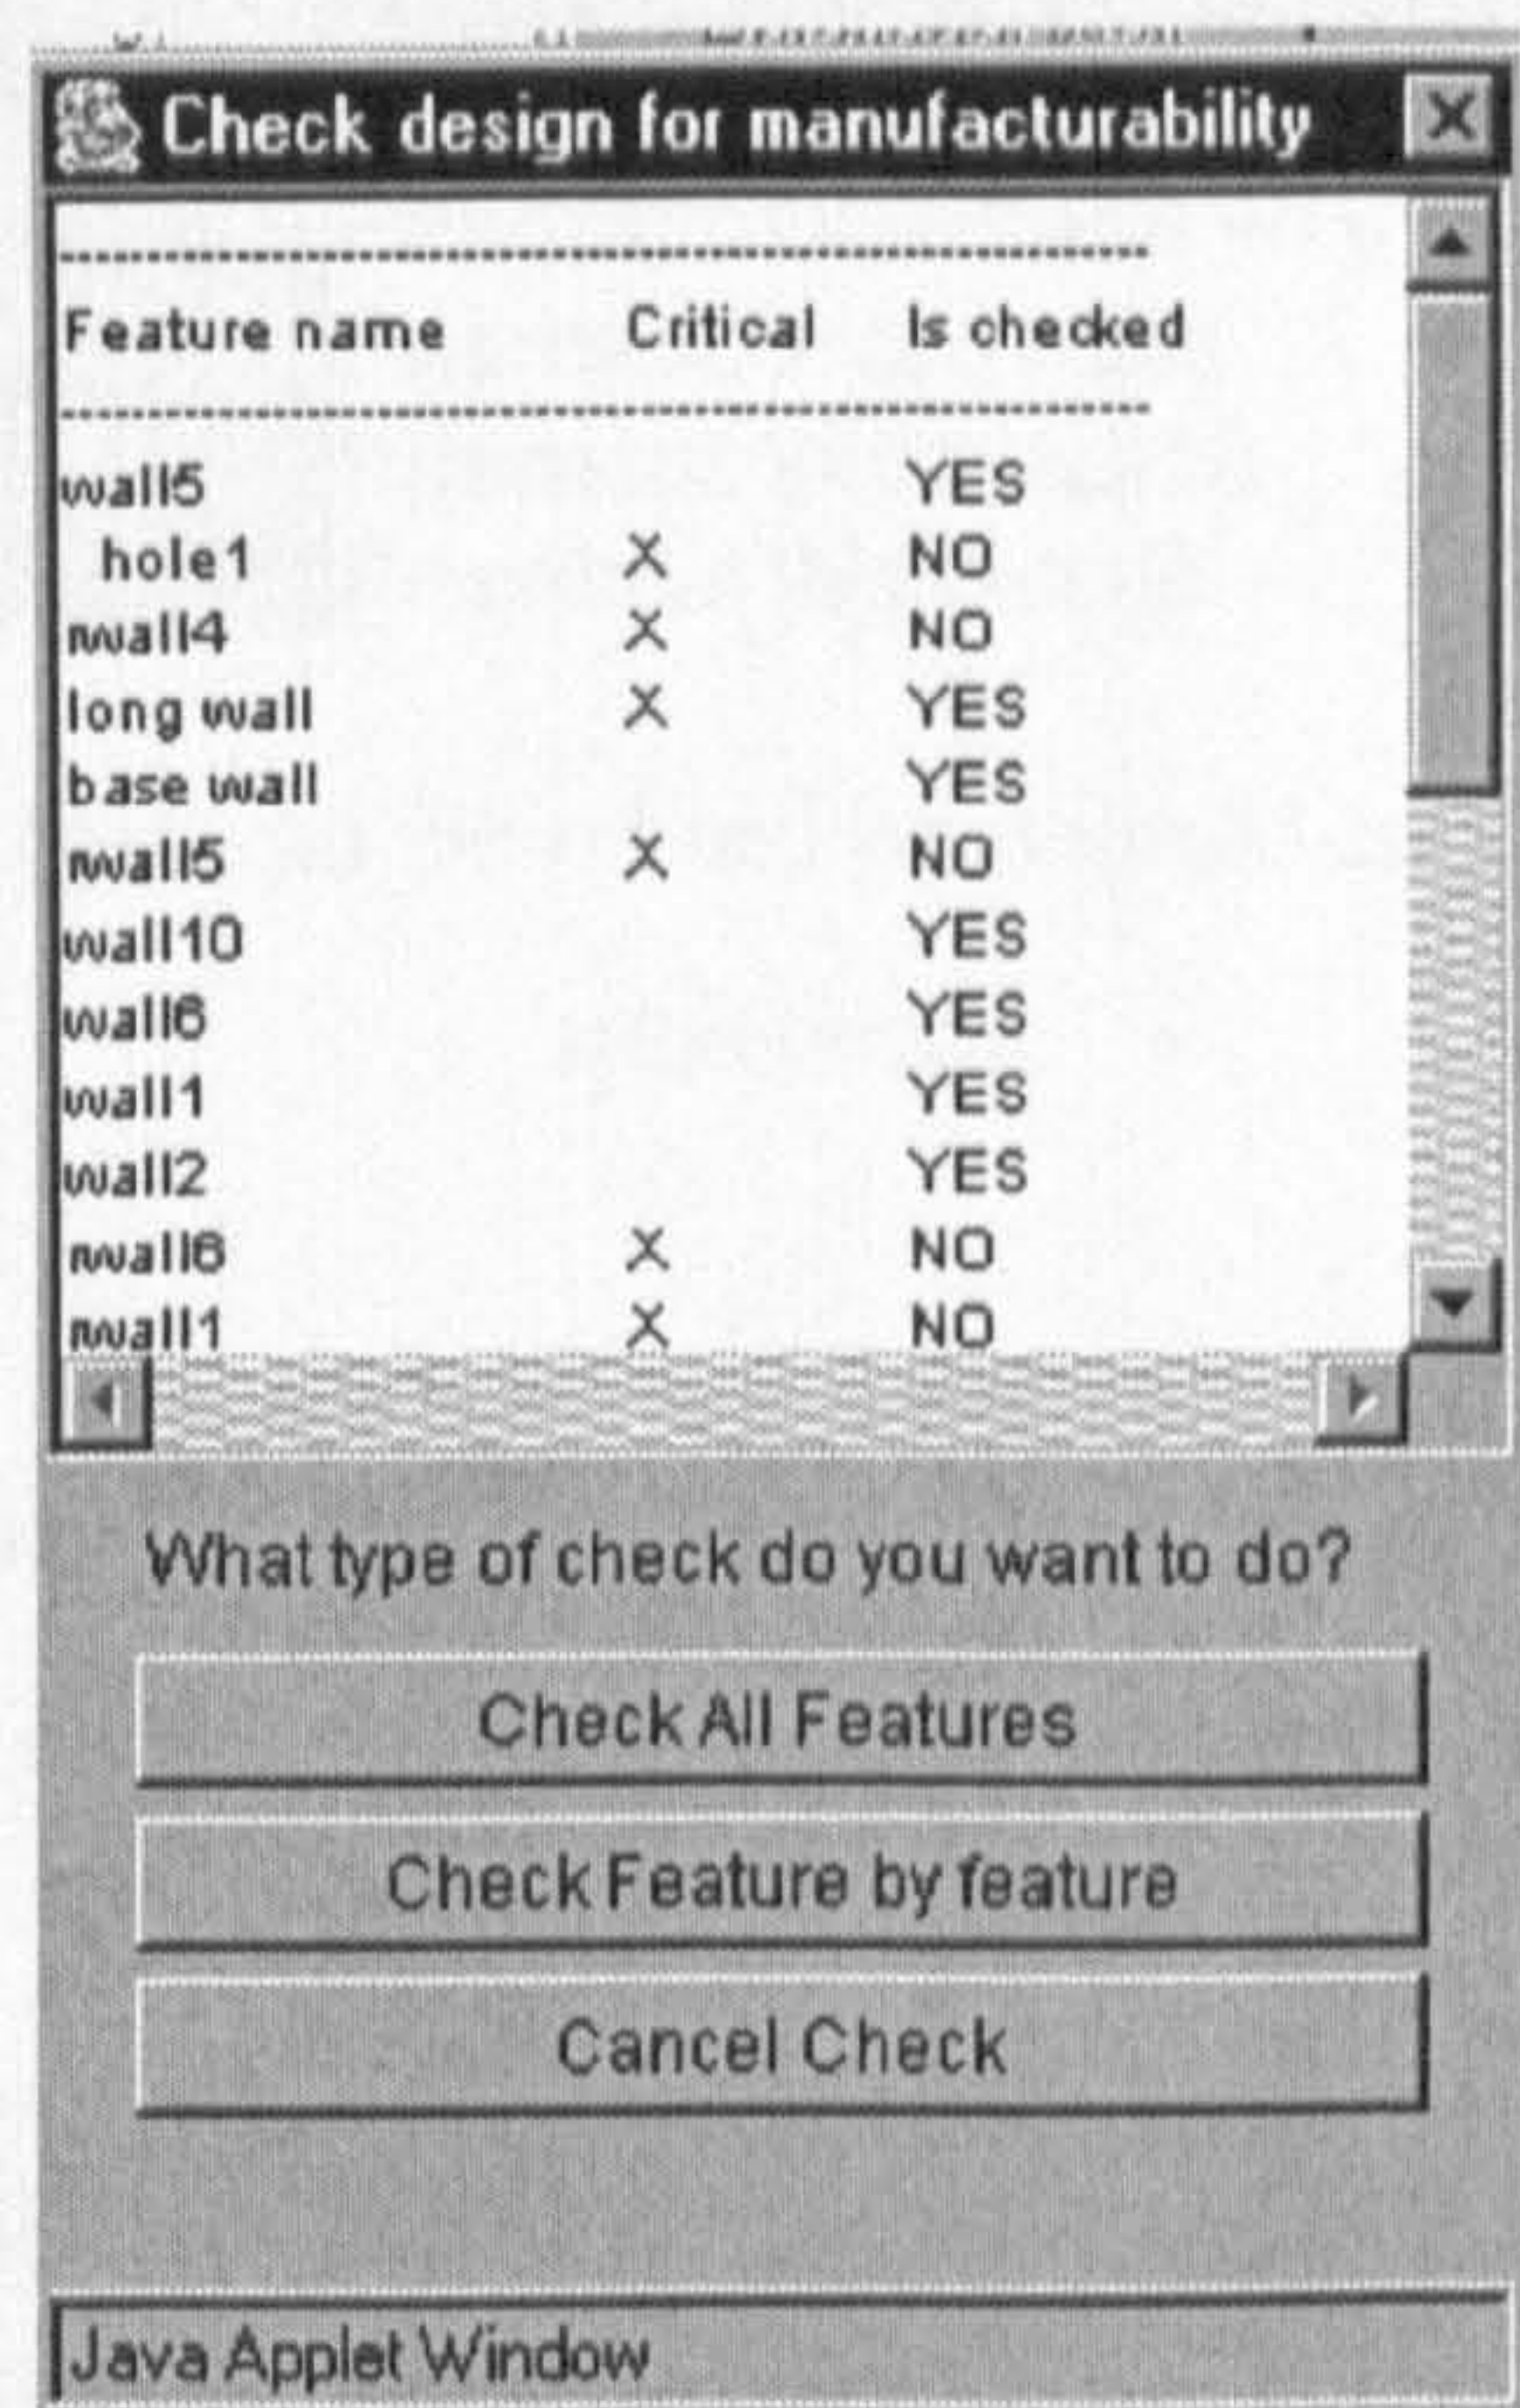 Check design for manufacturability
Feature name Critical Is checked
wall5 YES
hole1 X NO
rwall4 X NO
long wall X YES
base wall YES
rwall5 X NO
wall10 YES
wall6 YES
wall1 YES
wall2 YES
rwall6 X NO
rwall1 X NO
What type of check do you want to do?
Check All Features
Check Feature by feature
Cancel Check
Java Applet Window